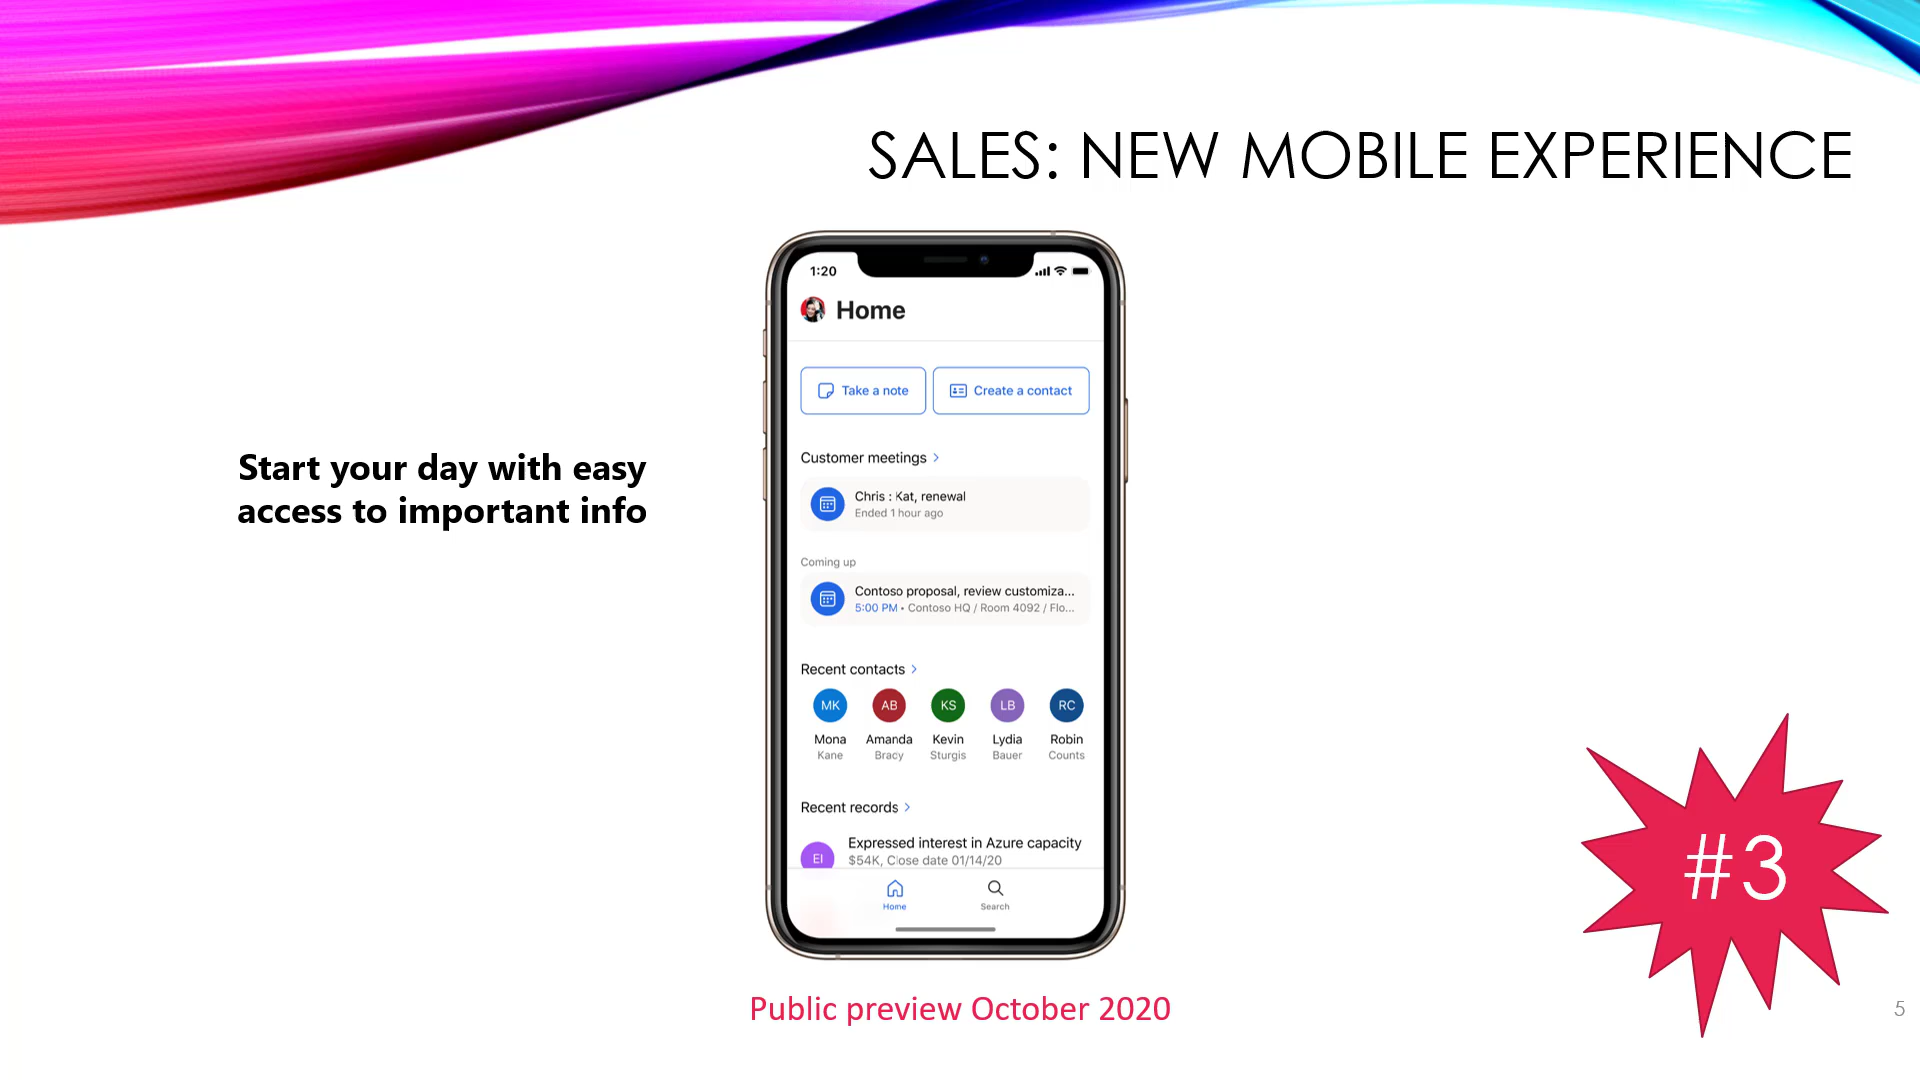 SALES: NEW MOBILE EXPERIENCE
Start your day with easy
access to important info
1:20
Home
Take a note
Create a contact
Customer meetings >
Chris : Kat, renewal
Ended 1 hour ago
Coming up
Contoso proposal, review customiza...
5:00 PM • Contoso HQ / Room 4092 / Flo...
Recent contacts >
MK AB KS LB RC
Mona Amanda Kevin Lydia Robin
Kane Bracy Sturgis Bauer Counts
Recent records >
EI
Expressed interest in Azure capacity
$54K, Close date 01/14/20
Home
Search
#3
Public preview October 2020
5